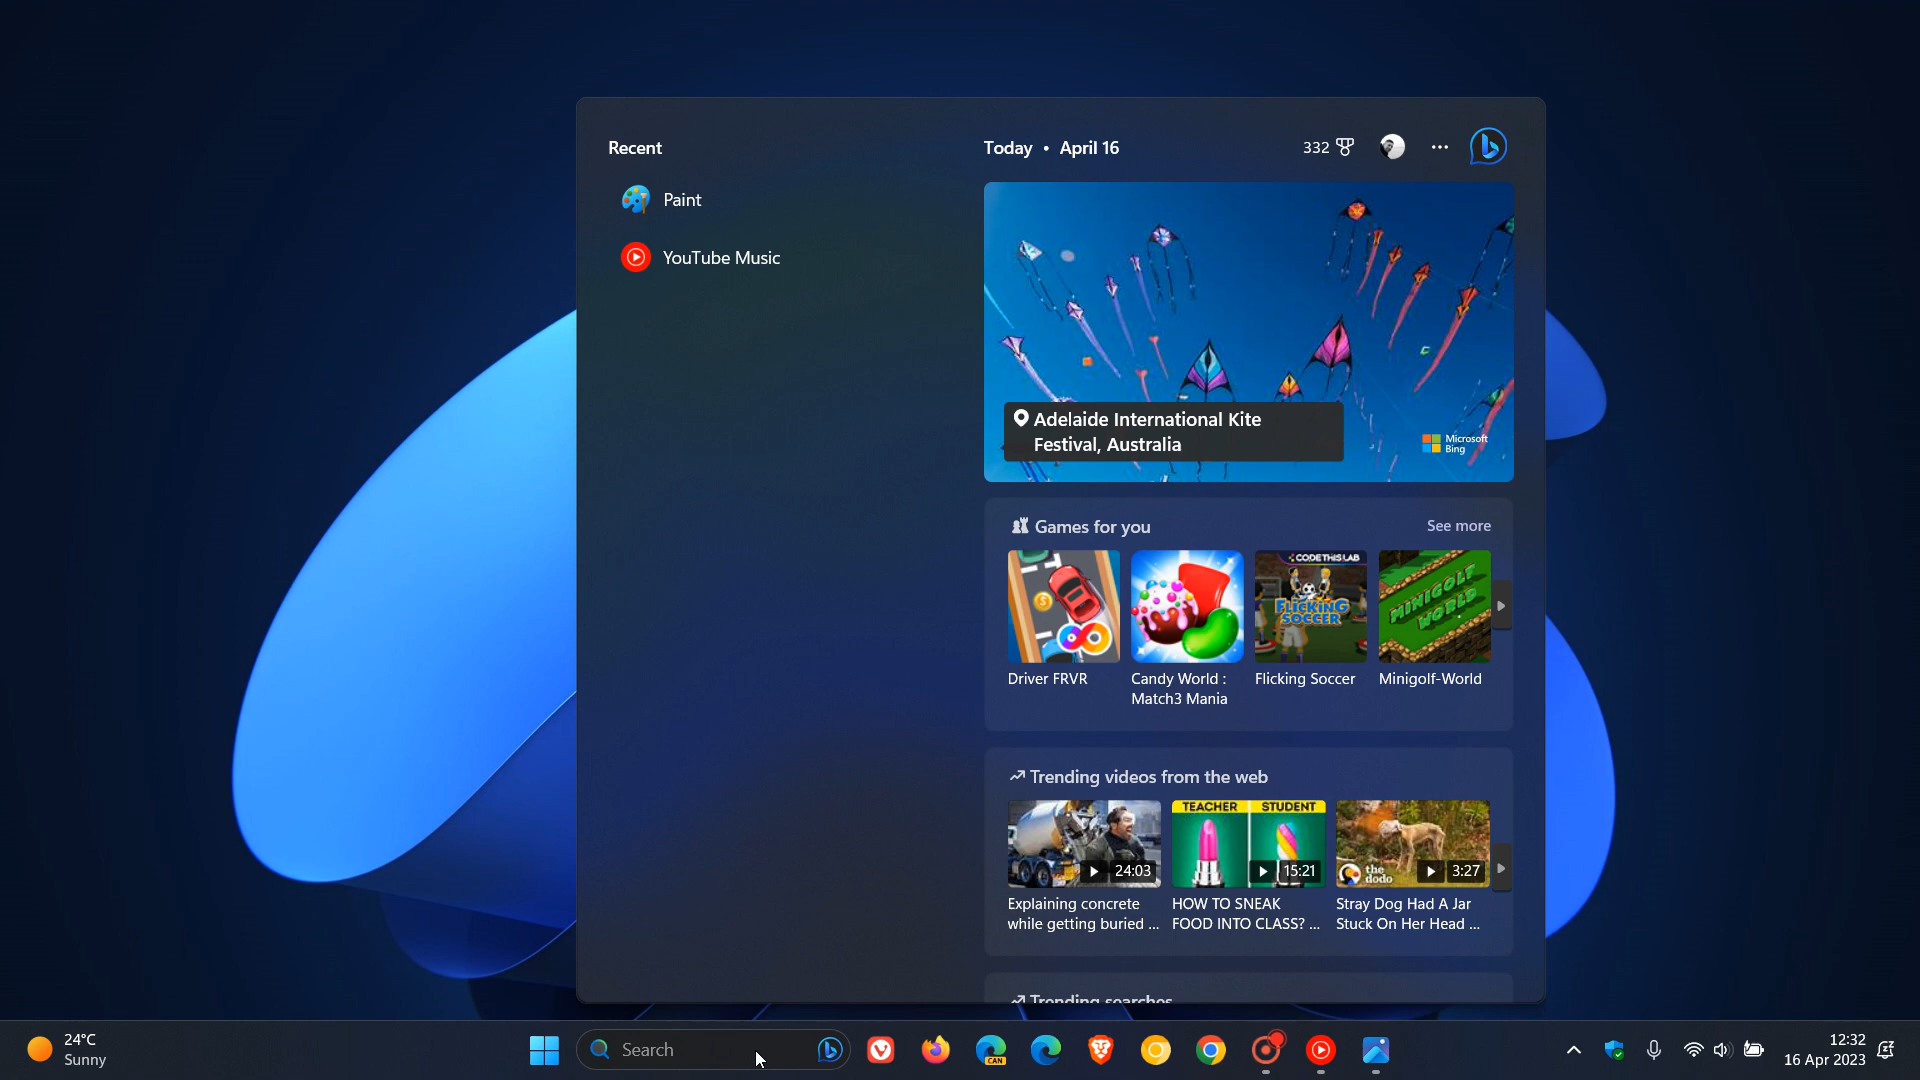 Recent
Paint
YouTube Music
Today • April 16
332
Adelaide International Kite
Festival, Australia
Microsoft
Bing
Games for you
See more
CODETHISLAB
FLICKING
SOCCER
MINIGOLF
WORLD
Driver FRVR
Candy World :
Match3 Mania
Flicking Soccer
Minigolf-World
Trending videos from the web
TEACHER STUDENT
the
dodo
24:03
15:21
3:27
Explaining concrete
while getting buried ...
HOW TO SNEAK
FOOD INTO CLASS? ...
Stray Dog Had A Jar
Stuck On Her Head ...
Trending searches
24°C
Sunny
Search
CAN
12:32
16 Apr 2023